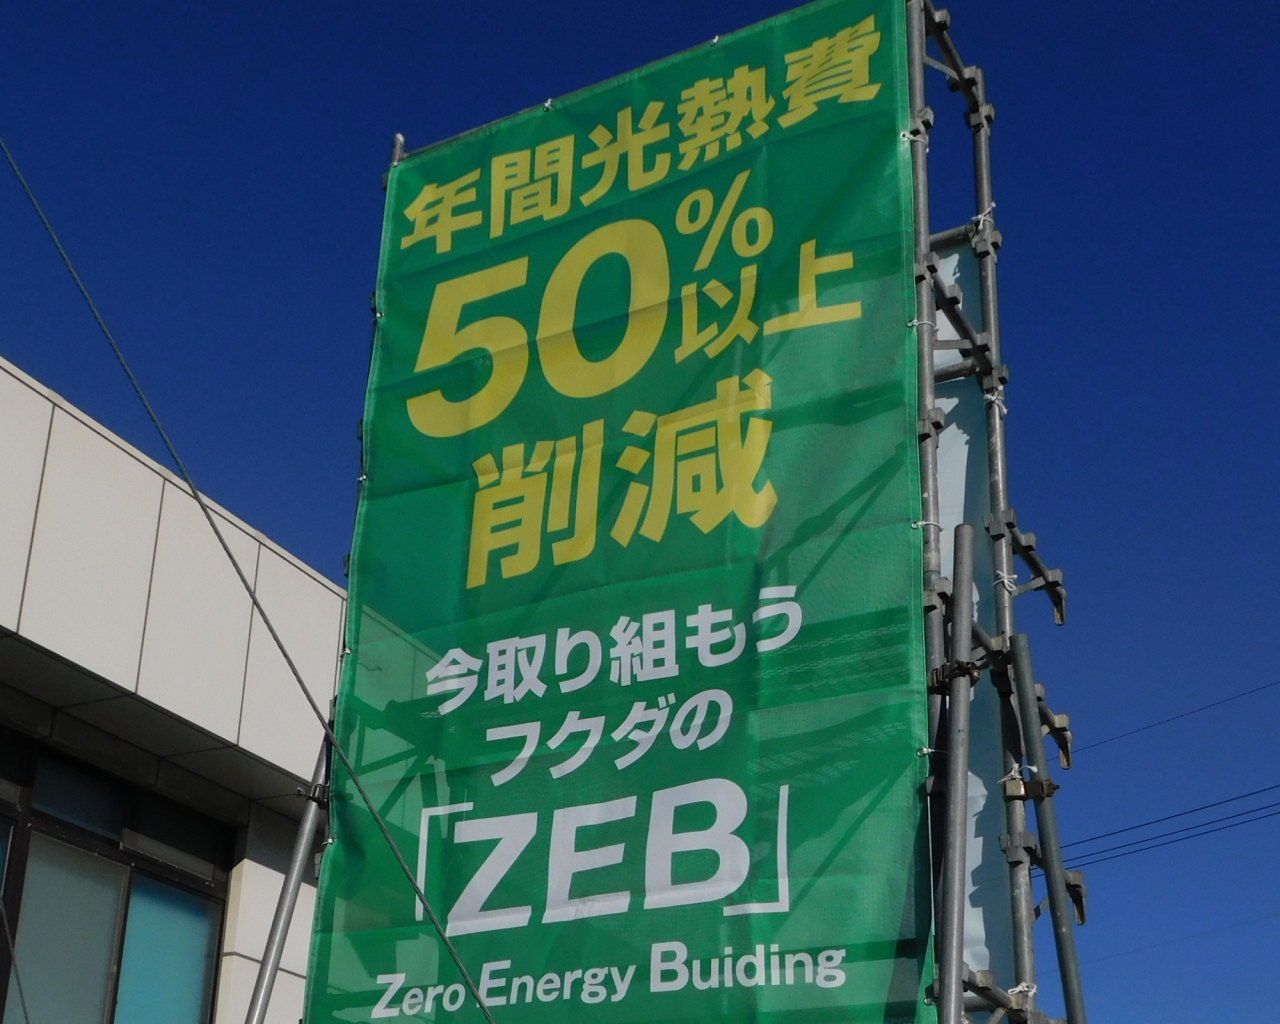 年間光熱費
50%以上
削減
今取り組もう
フクダの
「ZEB」
Zero Energy Buiding